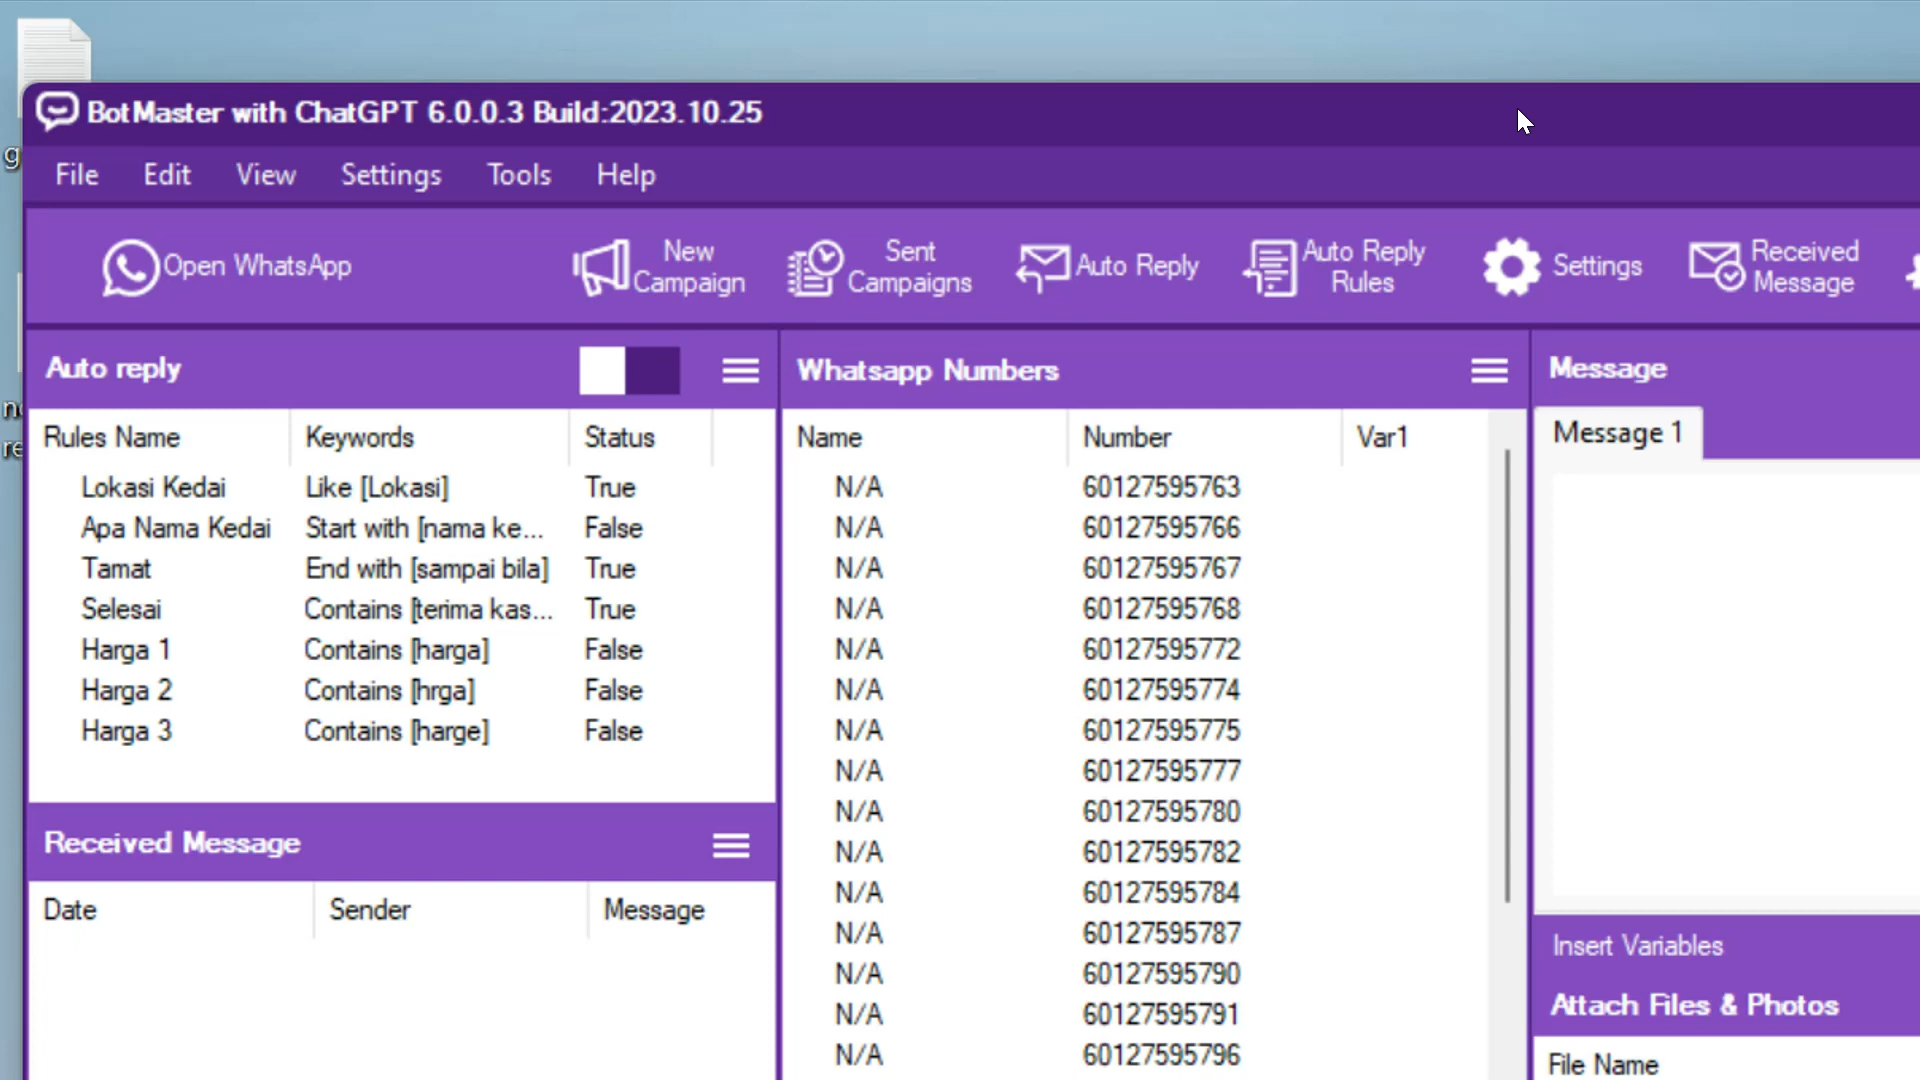 BotMaster with ChatGPT 6.0.0.3 Build:2023.10.25
File Edit View Settings Tools Help
Open WhatsApp
New
Campaign
Sent
Campaigns
Auto Reply
Auto Reply
Rules
Settings
Received
Message
Auto reply
Rules Name Keywords Status
Lokasi Kedai Like [Lokasi] True
Apa Nama Kedai Start with [nama ke... False
Tamat End with [sampai bila] True
Selesai Contains [terima kas... True
Harga 1 Contains [harga] False
Harga 2 Contains [hrga] False
Harga 3 Contains [harge] False
Received Message
Date Sender Message
Whatsapp Numbers
Name Number Var1
N/A 60127595763
N/A 60127595766
N/A 60127595767
N/A 60127595768
N/A 60127595772
N/A 60127595774
N/A 60127595775
N/A 60127595777
N/A 60127595780
N/A 60127595782
N/A 60127595784
N/A 60127595787
N/A 60127595790
N/A 60127595791
N/A 60127595796
Message
Message 1
Insert Variables
Attach Files & Photos
File Name